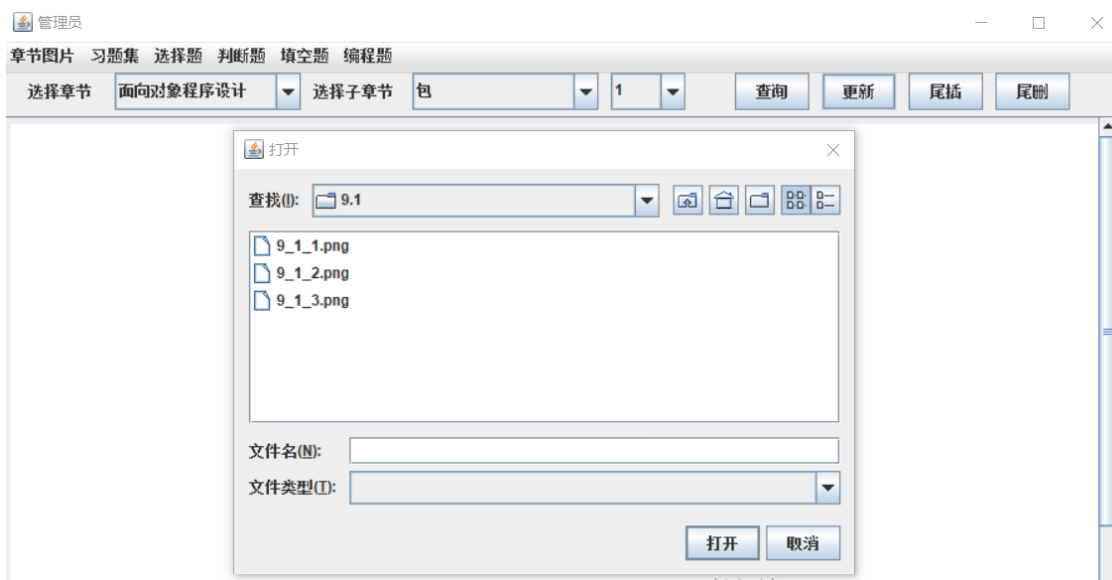 管理员
章节图片 习题集 选择题 判断题 填空题 编程题
选择章节 面向对象程序设计 选择子章节 包 1 查询 更新 尾插 尾删
打开
查找(I): 9.1
9_1_1.png
9_1_2.png
9_1_3.png
文件名(N):
文件类型(T):
打开 取消